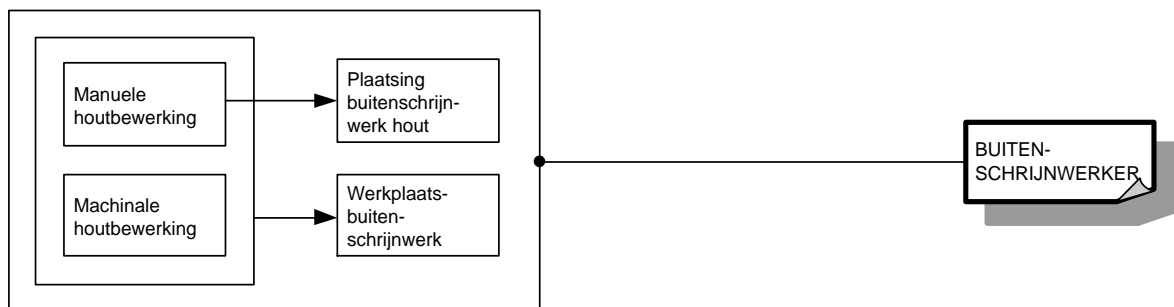 Manuele
houtbewerking
Plaatsing
buitenschrijn-
werk hout
Machinale
houtbewerking
Werkplaats-
buiten-
schrijnwerk
BUITEN-
SCHRIJNWERKER